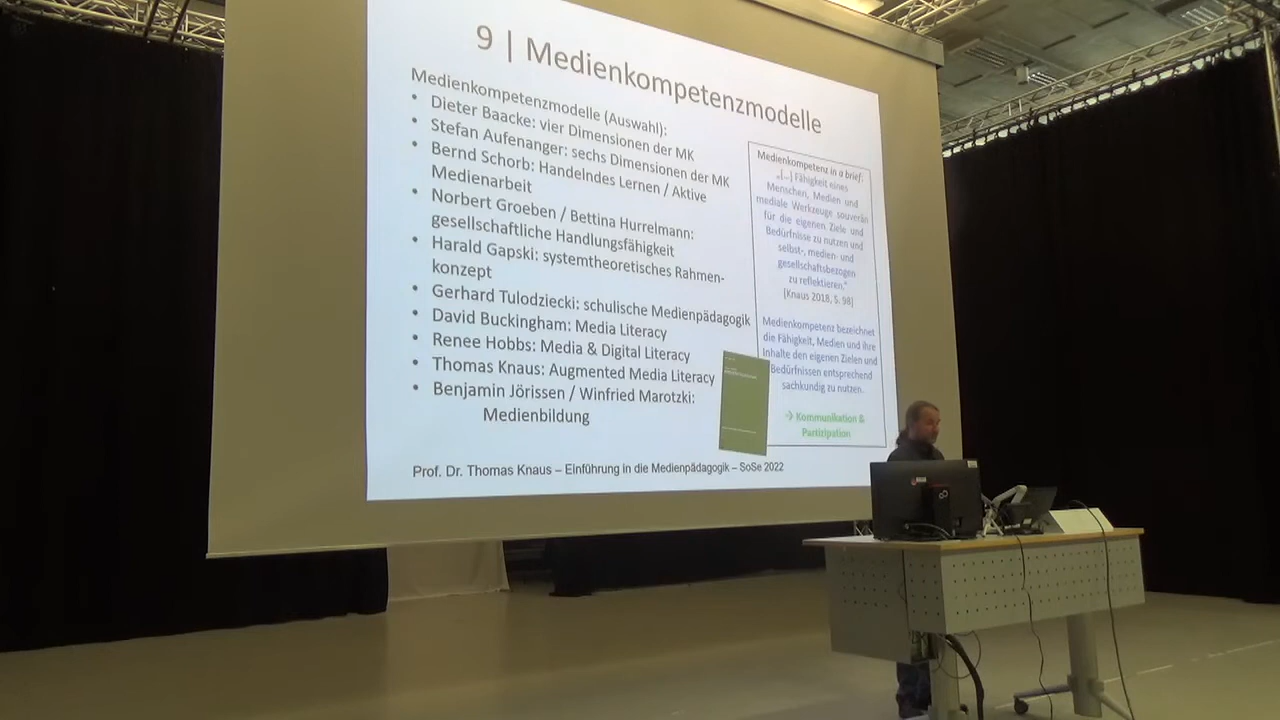 9 | Medienkompetenzmodelle
Medienkompetenzmodelle (Auswahl):
• Dieter Baacke: vier Dimensionen der MK
• Stefan Aufenanger: sechs Dimensionen der MK
• Bernd Schorb: Handelndes Lernen / Aktive
Medienarbeit
• Norbert Groeben / Bettina Hurrelmann:
gesellschaftliche Handlungsfähigkeit
• Harald Gapski: systemtheoretisches Rahmen-
konzept
• Gerhard Tulodziecki: schulische Medienpädagogik
• David Buckingham: Media Literacy
• Renee Hobbs: Media & Digital Literacy
• Thomas Knaus: Augmented Media Literacy
• Benjamin Jörissen / Winfried Marotzki:
Medienbildung
Medienkompetenz in a brief:
„[...] Fähigkeit eines
Menschen, Medien und
mediale Werkzeuge souverän
für die eigenen Ziele und
Bedürfnisse zu nutzen und
selbst-, medien- und
gesellschaftsbezogen
zu reflektieren."
[Knaus 2018, S. 98]
Medienkompetenz bezeichnet
die Fähigkeit, Medien und ihre
Inhalte den eigenen Zielen und
Bedürfnissen entsprechend
sachkundig zu nutzen.
→ Kommunikation &
Partizipation
Prof. Dr. Thomas Knaus – Einführung in die Medienpädagogik – SoSe 2022